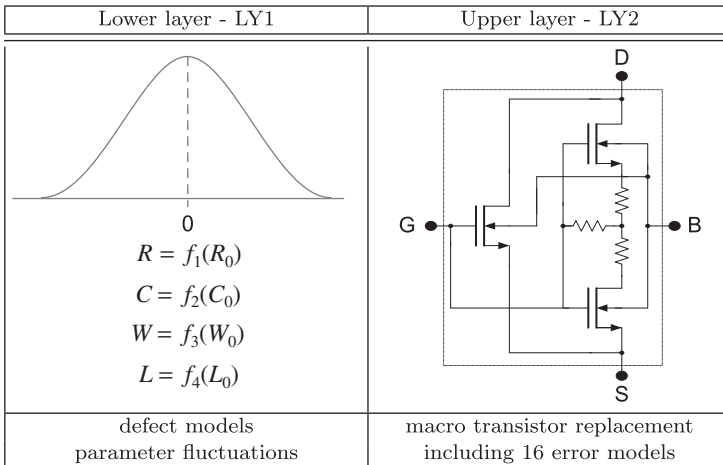 Lower layer - LY1
Upper layer - LY2
0
R = f₁(R₀)
C = f₂(C₀)
W = f₃(W₀)
L = f₄(L₀)
D
G
B
S
defect models
parameter fluctuations
macro transistor replacement
including 16 error models